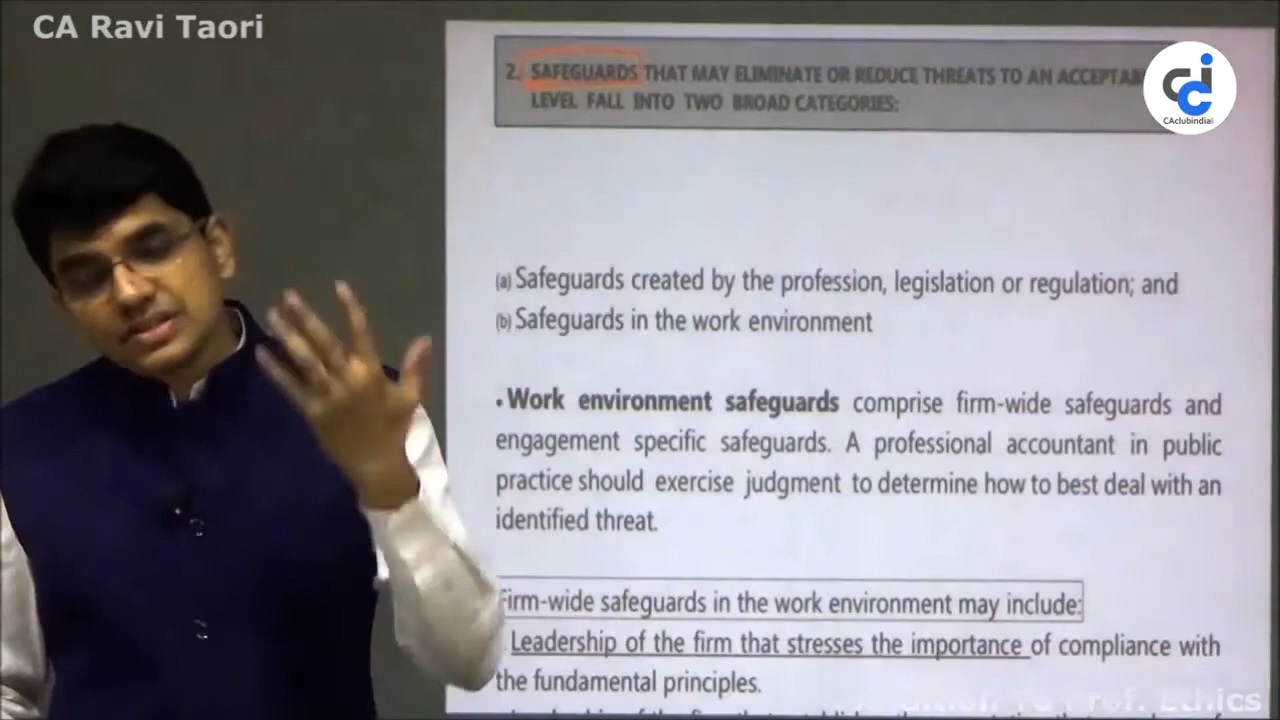 CA Ravi Taori
2. SAFEGUARDS THAT MAY ELIMINATE OR REDUCE THREATS TO AN
LEVEL FALL INTO TWO BROAD CATEGORIES:
CAclubindia
(a) Safeguards created by the profession, legislation or regulation; and
(b) Safeguards in the work environment
• Work environment safeguards comprise firm-wide safeguards and
engagement specific safeguards. A professional accountant in public
practice should exercise judgment to determine how to best deal with an
identified threat.
Firm-wide safeguards in the work environment may include:
Leadership of the firm that stresses the importance of compliance with
the fundamental principles.
To Prof. Ethics